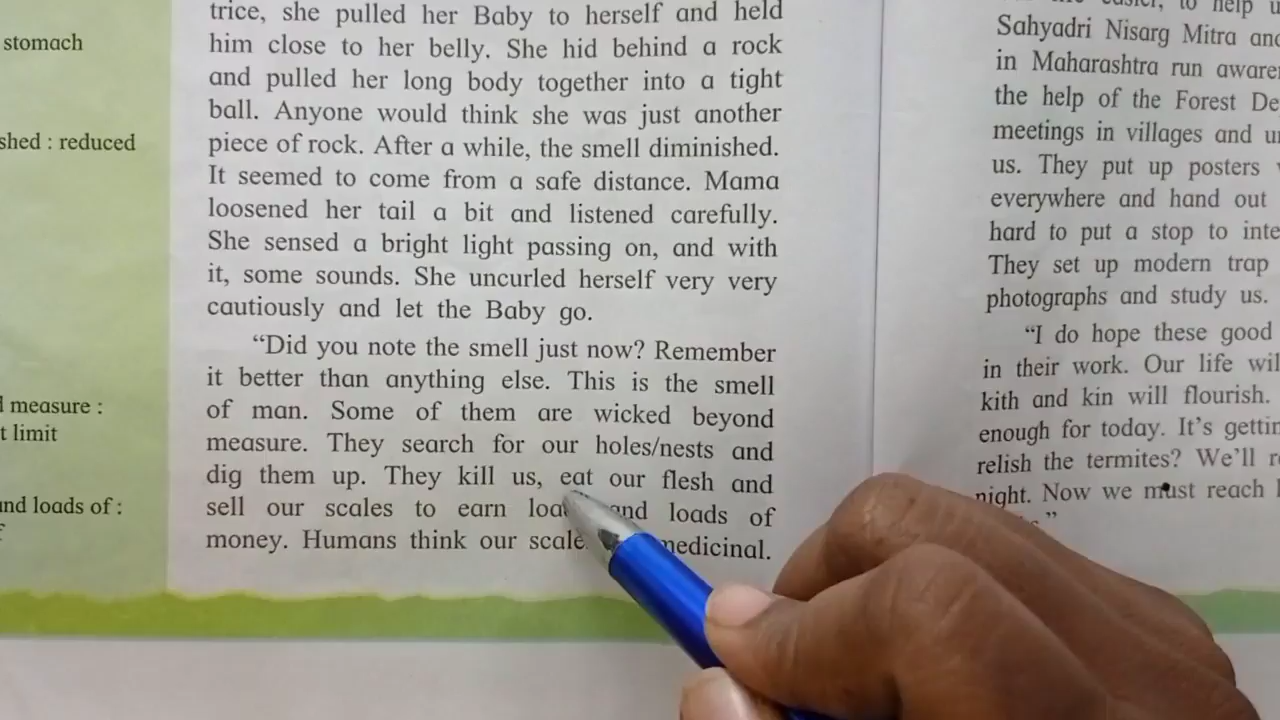 stomach
shed : reduced
measure :
t limit
and loads of :
trice, she pulled her Baby to herself and held
him close to her belly. She hid behind a rock
and pulled her long body together into a tight
ball. Anyone would think she was just another
piece of rock. After a while, the smell diminished.
It seemed to come from a safe distance. Mama
loosened her tail a bit and listened carefully.
She sensed a bright light passing on, and with
it, some sounds. She uncurled herself very very
cautiously and let the Baby go.
“Did you note the smell just now? Remember
it better than anything else. This is the smell
of man. Some of them are wicked beyond
measure. They search for our holes/nests and
dig them up. They kill us, eat our flesh and
sell our scales to earn and loads of
money. Humans think our medicinal.
to help
Sahyadri Nisarg Mitra and
in Maharashtra run
the help of the Forest
meetings in villages and
us. They put up posters
everywhere and hand out
hard to put a stop to
They set up modern trap
photographs and study us.
“I do hope these good
in their work. Our life
kith and kin will flourish.
enough for today. It’s
relish the termites? We’ll
night. Now we must reach